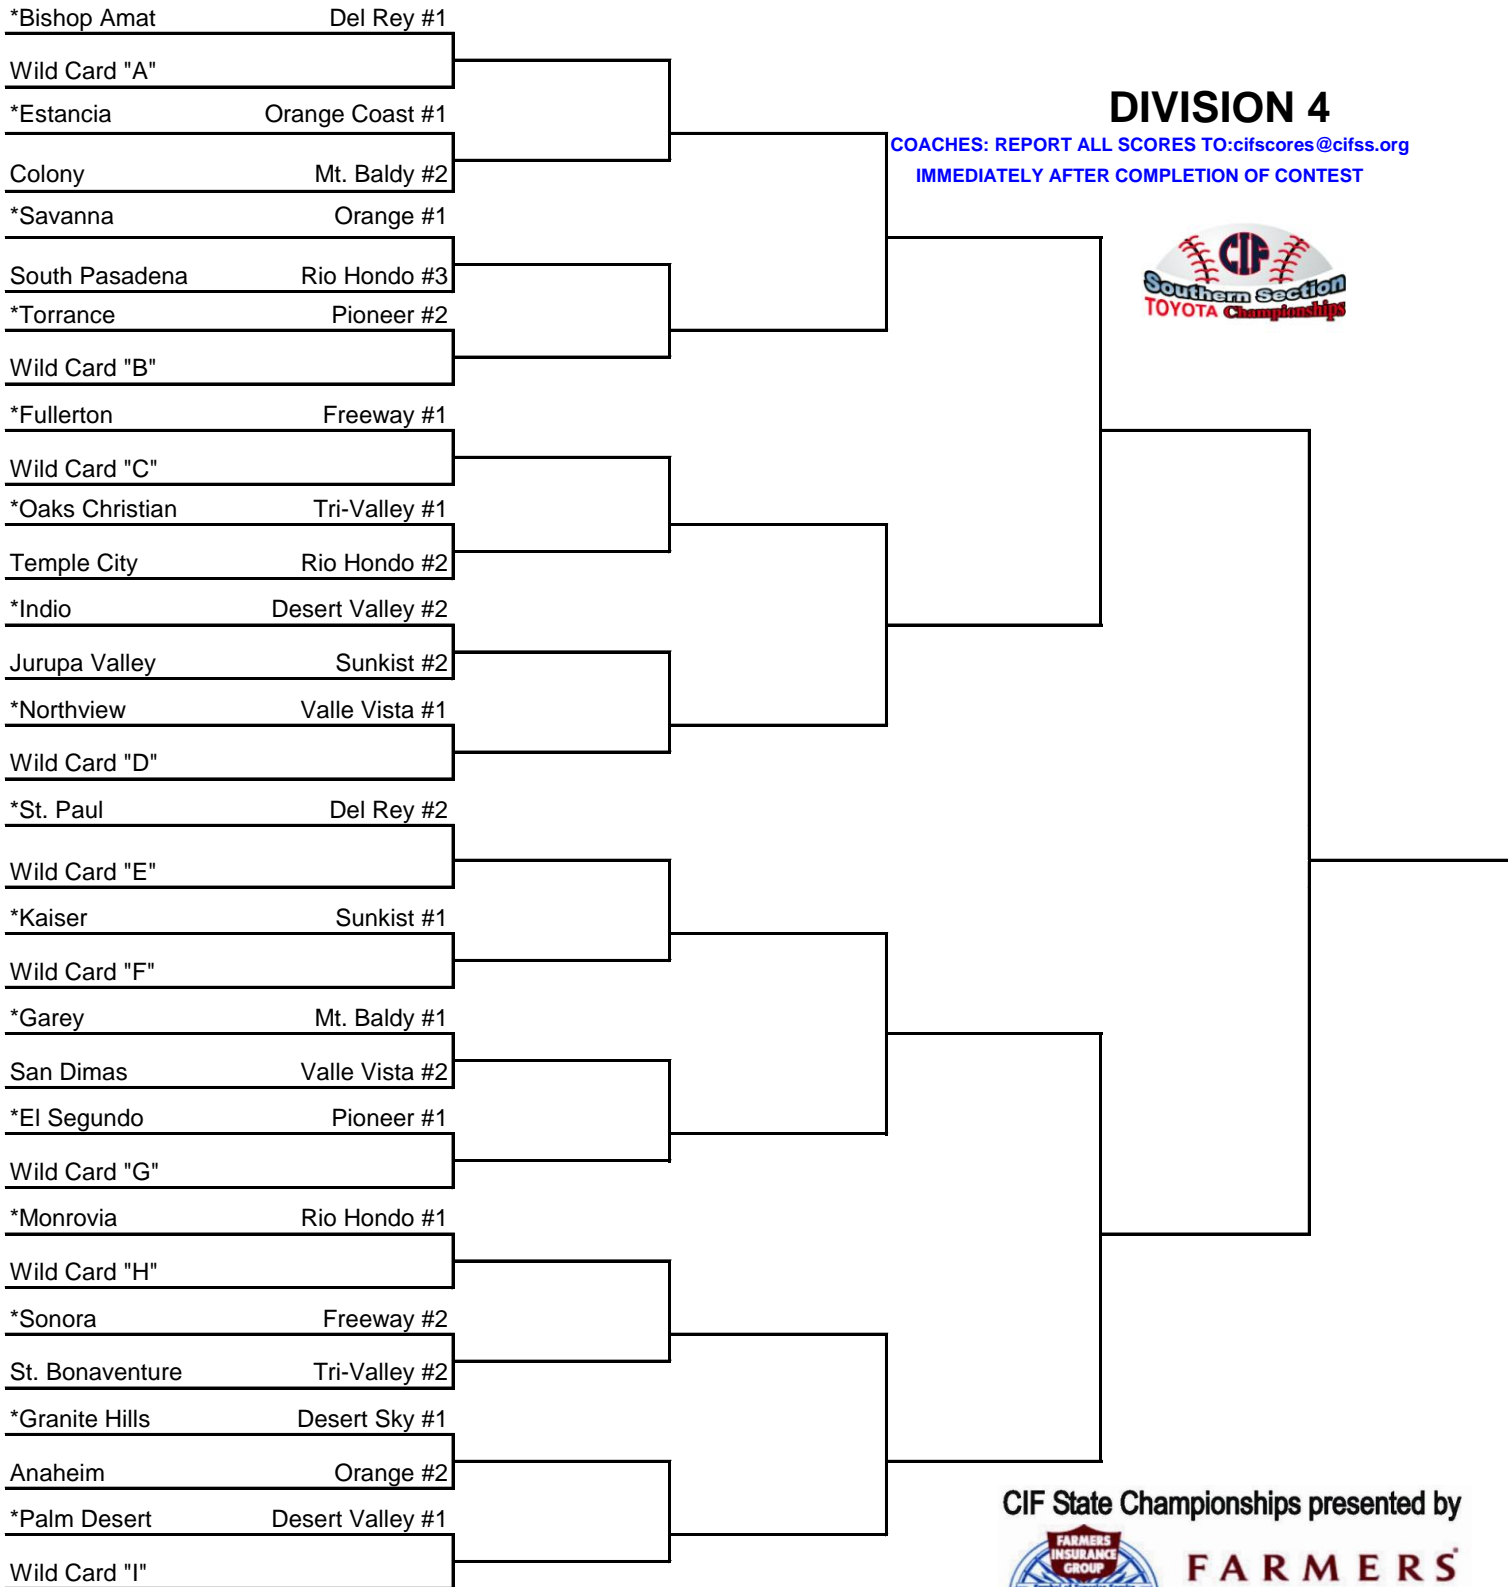 *Bishop Amat Del Rey #1
Wild Card "A"
*Estancia Orange Coast #1
DIVISION 4
COACHES: REPORT ALL SCORES TO:cifscores@cifss.org
Colony Mt. Baldy #2
IMMEDIATELY AFTER COMPLETION OF CONTEST
*Savanna Orange #1
CIF
Southern Section
TOYOTA Championships
South Pasadena Rio Hondo #3
*Torrance Pioneer #2
Wild Card "B"
*Fullerton Freeway #1
Wild Card "C"
*Oaks Christian Tri-Valley #1
Temple City Rio Hondo #2
*Indio Desert Valley #2
Jurupa Valley Sunkist #2
*Northview Valle Vista #1
Wild Card "D"
*St. Paul Del Rey #2
Wild Card "E"
*Kaiser Sunkist #1
Wild Card "F"
*Garey Mt. Baldy #1
San Dimas Valle Vista #2
*El Segundo Pioneer #1
Wild Card "G"
*Monrovia Rio Hondo #1
Wild Card "H"
*Sonora Freeway #2
St. Bonaventure Tri-Valley #2
*Granite Hills Desert Sky #1
Anaheim Orange #2
CIF State Championships presented by
*Palm Desert Desert Valley #1
FARMERS
INSURANCE
GROUP
FARMERS
Wild Card "I"